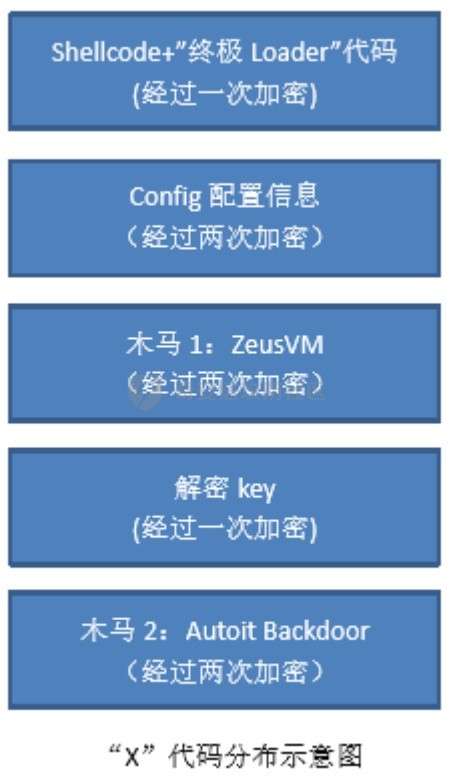 Shellcode+”终极 Loader”代码
(经过一次加密)
Config 配置信息
（经过两次加密）
木马 1：ZeusVM
（经过两次加密）
解密 key
(经过一次加密)
木马 2：Autoit Backdoor
（经过两次加密）
“X”代码分布示意图